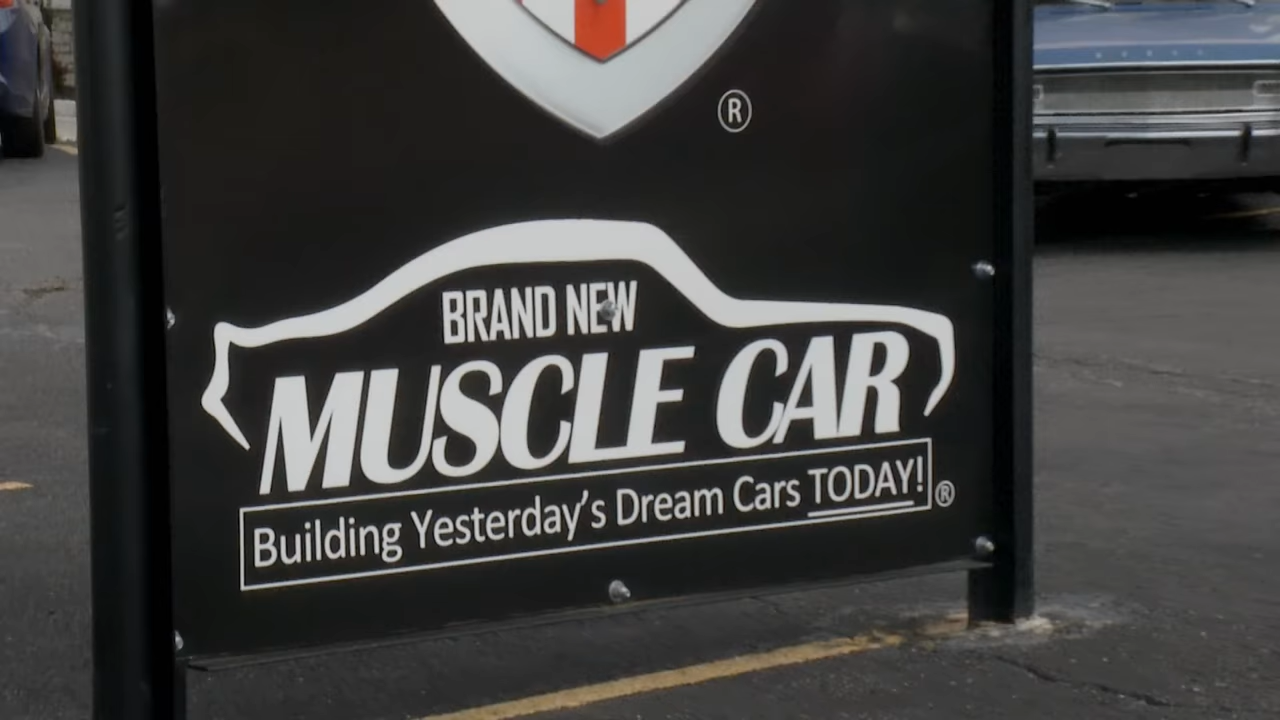 ®
BRAND NEW
MUSCLE CAR
Building Yesterday's Dream Cars TODAY!
®